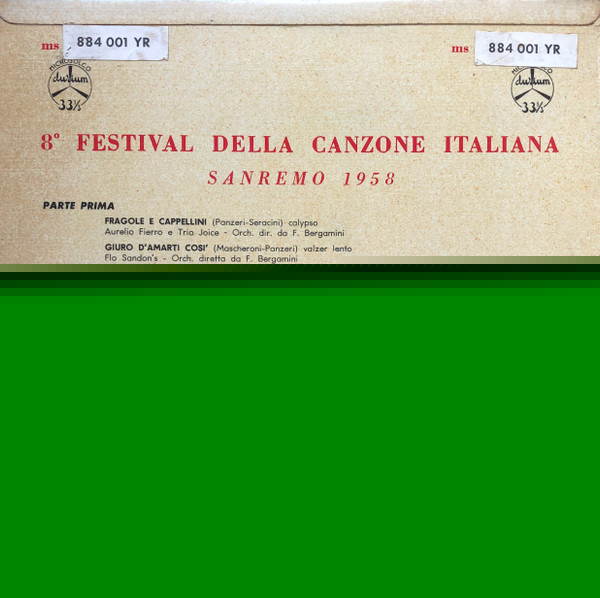 ms 884 001 YR
ms 884 001 YR
MICROSOLCO
durium
33⅓
MICROSOLCO
durium
33⅓
8° FESTIVAL DELLA CANZONE ITALIANA
SANREMO 1958
PARTE PRIMA
FRAGOLE E CAPPELLINI (Panzeri-Seracini) calypso
Aurelio Fierro e Trio Joice - Orch. dir. da F. Bergamini
GIURO D'AMARTI COSI' (Mascheroni-Panzeri) valzer lento
Flo Sandon's - Orch. diretta da F. Bergamini